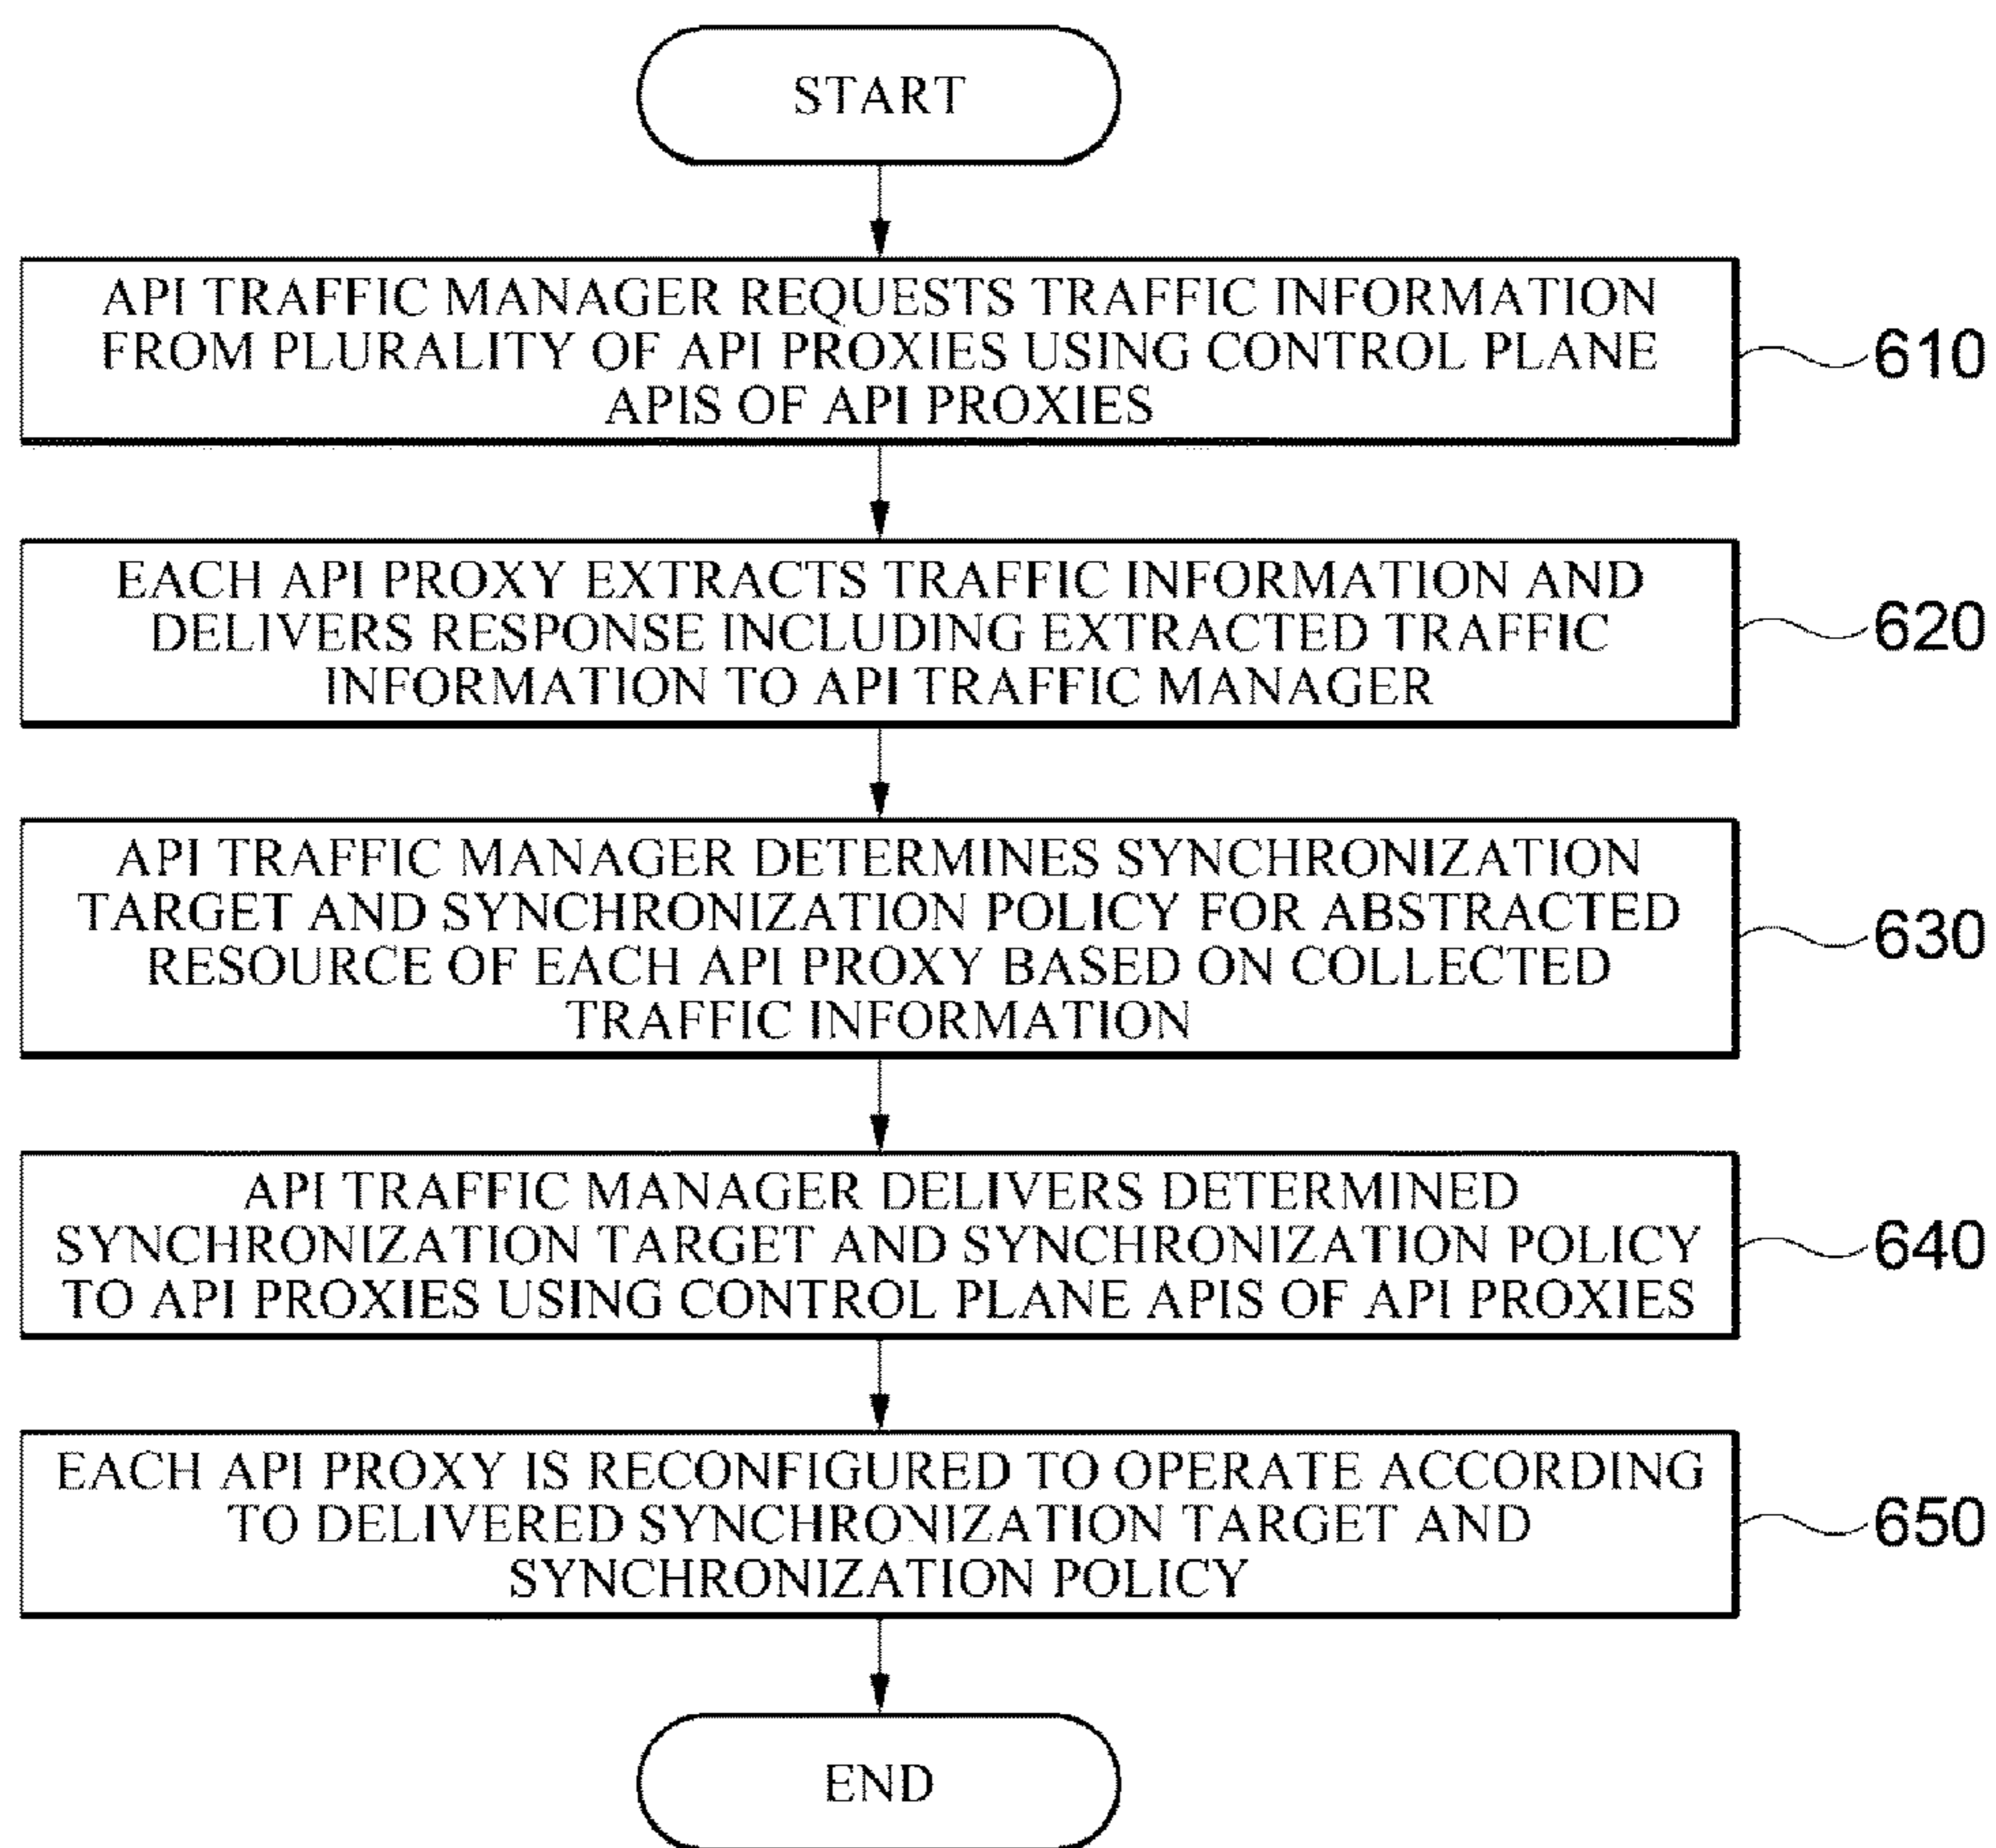 START
API TRAFFIC MANAGER REQUESTS TRAFFIC INFORMATION
FROM PLURALITY OF API PROXIES USING CONTROL PLANE
APIS OF API PROXIES
610
EACH API PROXY EXTRACTS TRAFFIC INFORMATION AND
DELIVERS RESPONSE INCLUDING EXTRACTED TRAFFIC
INFORMATION TO API TRAFFIC MANAGER
620
API TRAFFIC MANAGER DETERMINES SYNCHRONIZATION
TARGET AND SYNCHRONIZATION POLICY FOR ABSTRACTED
RESOURCE OF EACH API PROXY BASED ON COLLECTED
TRAFFIC INFORMATION
630
API TRAFFIC MANAGER DELIVERS DETERMINED
SYNCHRONIZATION TARGET AND SYNCHRONIZATION POLICY
TO API PROXIES USING CONTROL PLANE APIS OF API PROXIES
640
EACH API PROXY IS RECONFIGURED TO OPERATE ACCORDING
TO DELIVERED SYNCHRONIZATION TARGET AND
SYNCHRONIZATION POLICY
650
END